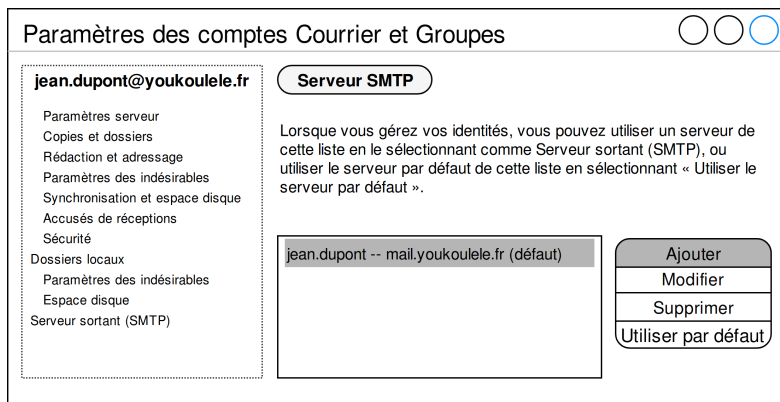 Paramètres des comptes Courrier et Groupes
jean.dupont@youkoulele.fr
Paramètres serveur
Copies et dossiers
Rédaction et adressage
Paramètres des indésirables
Synchronisation et espace disque
Accusés de réceptions
Sécurité
Dossiers locaux
Paramètres des indésirables
Espace disque
Serveur sortant (SMTP)
Serveur SMTP
Lorsque vous gérez vos identités, vous pouvez utiliser un serveur de
cette liste en le sélectionnant comme Serveur sortant (SMTP), ou
utiliser le serveur par défaut de cette liste en sélectionnant « Utiliser le
serveur par défaut ».
jean.dupont -- mail.youkoulele.fr (défaut)
Ajouter
Modifier
Supprimer
Utiliser par défaut